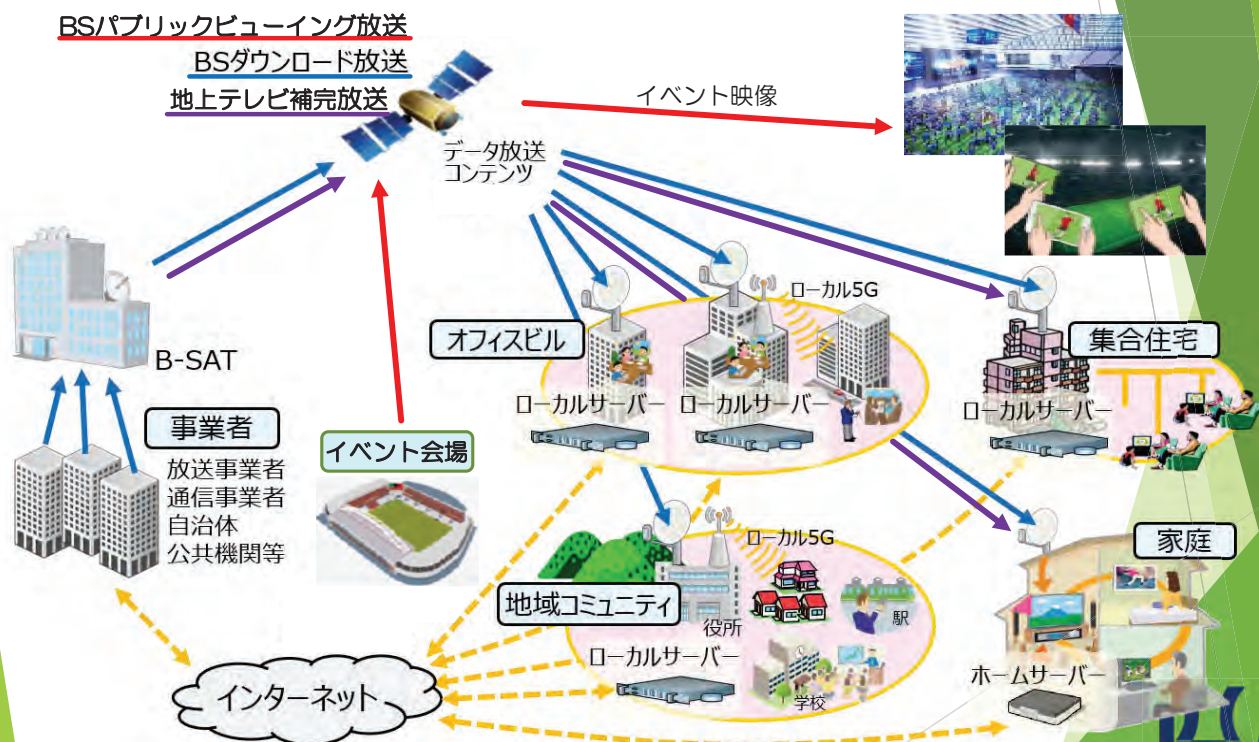 BSパブリックビューイング放送
BSダウンロード放送
地上テレビ補完放送
イベント映像
データ放送
コンテンツ
B-SAT
事業者
放送事業者
通信事業者
自治体
公共機関等
イベント会場
オフィスビル
ローカル5G
ローカルサーバー
ローカルサーバー
集合住宅
ローカルサーバー
地域コミュニティ
ローカル5G
役所
駅
ローカルサーバー
学校
家庭
ホームサーバー
インターネット